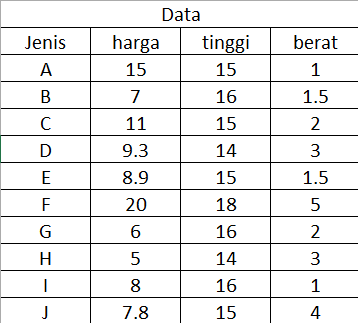 Data
Jenis harga tinggi berat
A 15 15 1
B 7 16 1.5
C 11 15 2
D 9.3 14 3
E 8.9 15 1.5
F 20 18 5
G 6 16 2
H 5 14 3
I 8 16 1
J 7.8 15 4